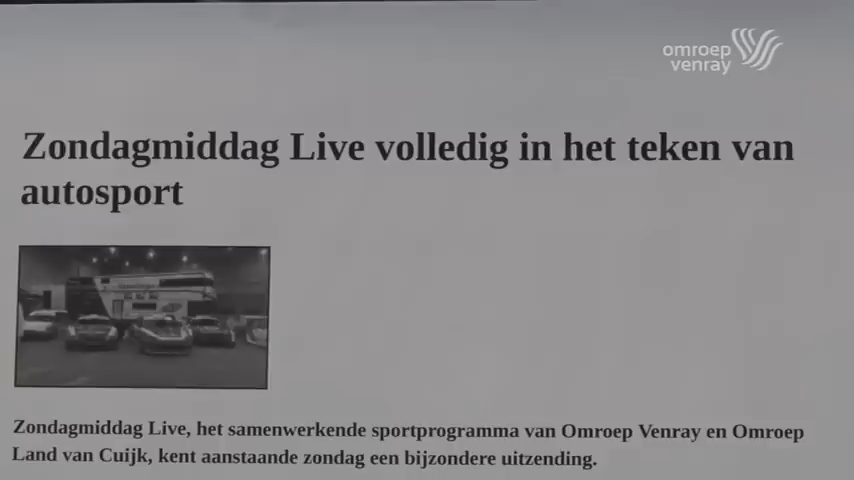 omroep
venray
Zondagmiddag Live volledig in het teken van
autosport
Zondagmiddag Live, het samenwerkende sportprogramma van Omroep Venray en Omroep
Land van Cuijk, kent aanstaande zondag een bijzondere uitzending.